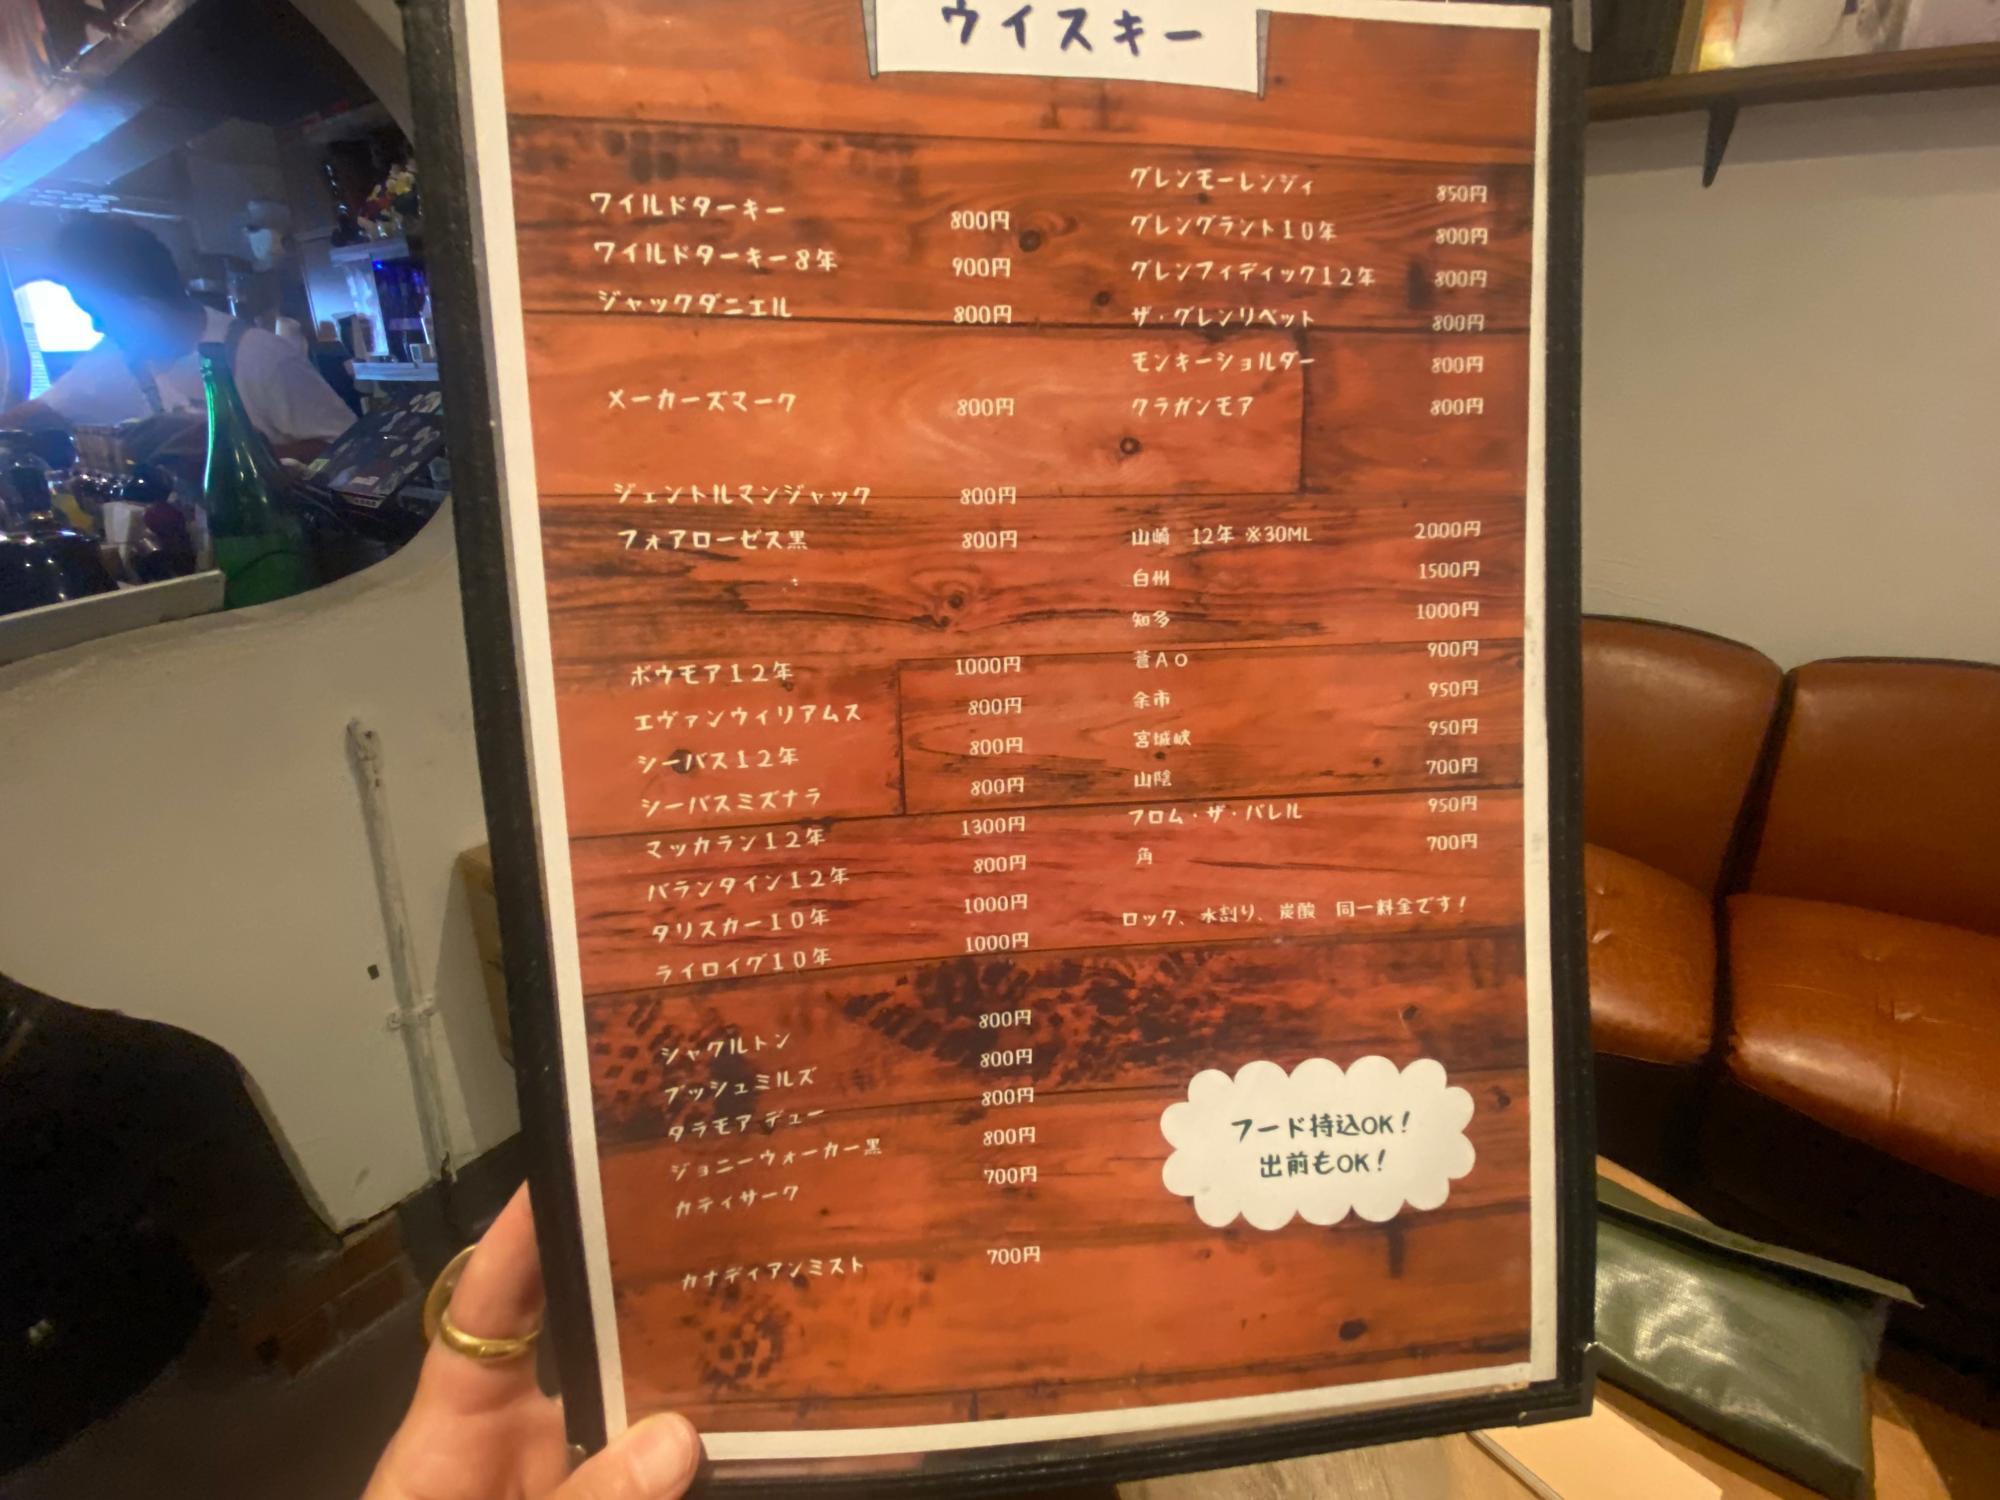 ウイスキー
ワイルドターキー 800円
ワイルドターキー8年 900円
ジャックダニエル 800円
メーカーズマーク 800円
ジェントルマンジャック 800円
フォアローゼス黒 800円
ボウモア12年 1000円
エヴァンウィリアムス 800円
シーバス12年 800円
シーバスミズナラ 800円
マッカラン12年 1300円
バランタイン12年 800円
タリスカー10年 1000円
ライロイグ10年 1000円
シャクルトン 800円
ブッシュミルズ 800円
タラモアデュー 800円
ジョニーウォーカー黒 800円
カティサーク 700円
カナディアンミスト 700円
グレンモーレンジィ 850円
グレングラント10年 800円
グレンフィディック12年 800円
ザ・グレンリベット 800円
モンキーショルダー 800円
クラガンモア 800円
山崎 12年 ※30ML 2000円
白州 1500円
知多 1000円
蒼Ao 900円
余市 950円
宮城峡 950円
山陰 700円
フロム・ザ・バレル 950円
角 700円
ロック、水割り、炭酸 同一料金です!
フード持込OK!
出前もOK!